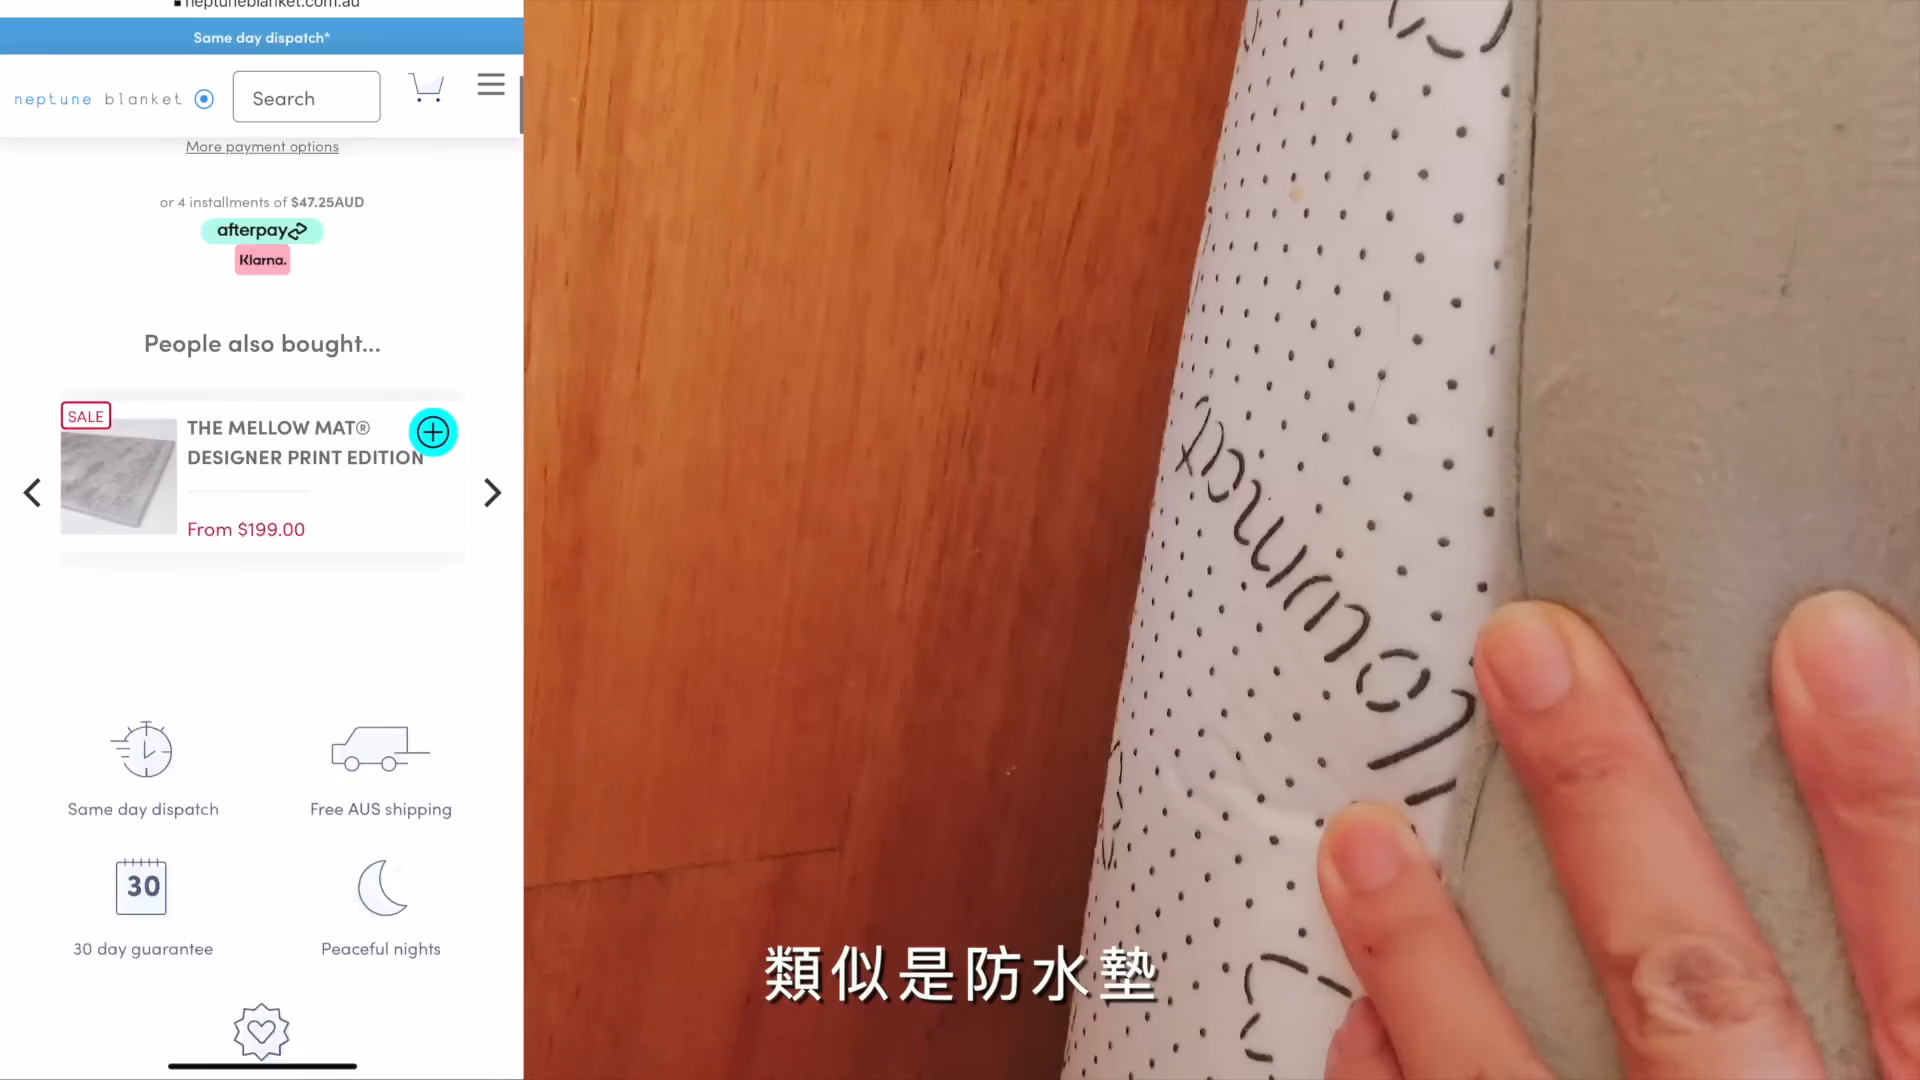 neptuneblanket.com.au
Same day dispatch*
neptune blanket
Search
More payment options
or 4 installments of $47.25AUD
afterpay
Klarna.
People also bought...
SALE
THE MELLOW MAT®
DESIGNER PRINT EDITION
From $199.00
Same day dispatch
Free AUS shipping
30
30 day guarantee
Peaceful nights
類似是防水墊